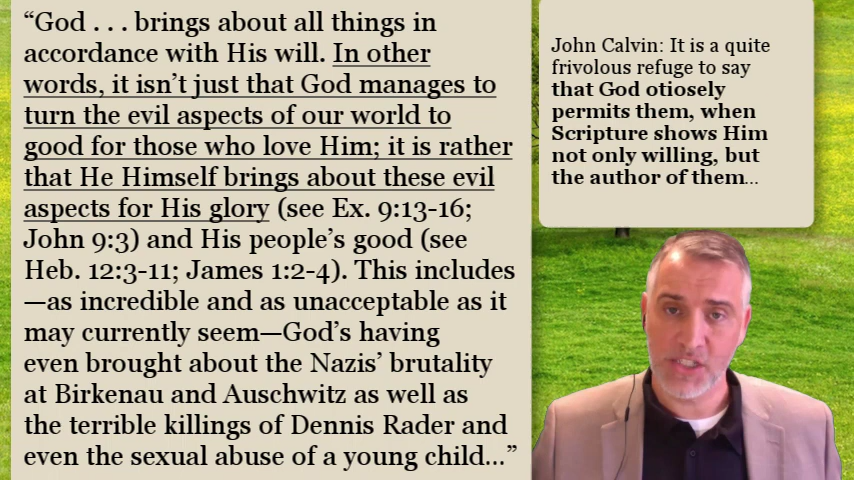 “God . . . brings about all things in
accordance with His will. In other
words, it isn’t just that God manages to
turn the evil aspects of our world to
good for those who love Him; it is rather
that He Himself brings about these evil
aspects for His glory (see Ex. 9:13-16;
John 9:3) and His people’s good (see
Heb. 12:3-11; James 1:2-4). This includes
—as incredible and as unacceptable as it
may currently seem—God’s having
even brought about the Nazis’ brutality
at Birkenau and Auschwitz as well as
the terrible killings of Dennis Rader and
even the sexual abuse of a young child...”
John Calvin: It is a quite
frivolous refuge to say
that God otiosely
permits them, when
Scripture shows Him
not only willing, but
the author of them...